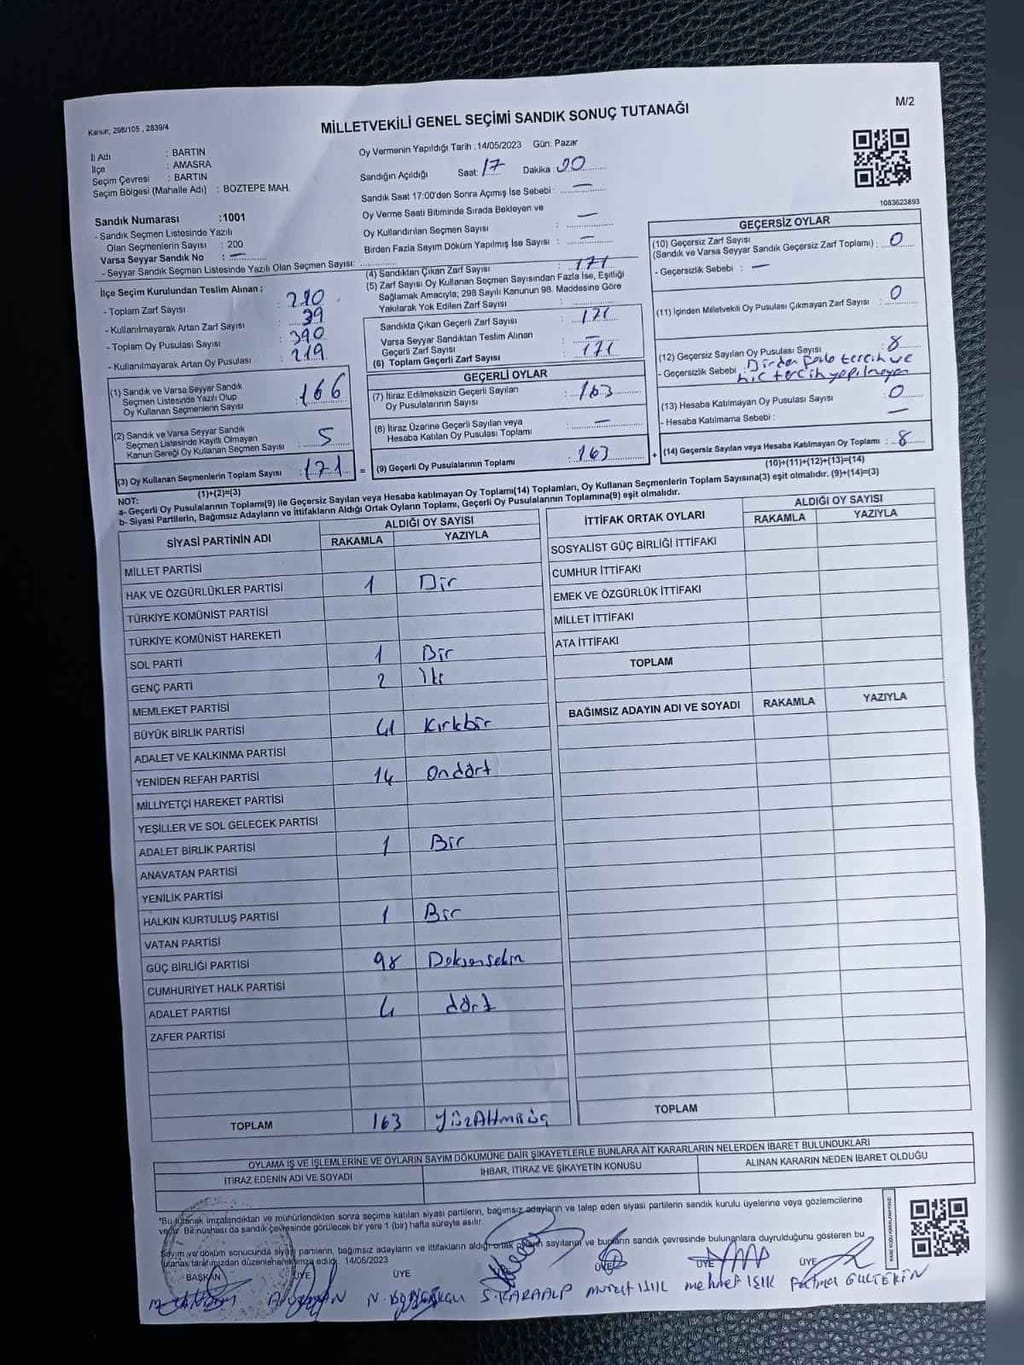 M/2
Kanun; 298/105 , 2839/4
MİLLETVEKİLİ GENEL SEÇİMİ SANDIK SONUÇ TUTANAĞI
İl Adı : BARTIN
İlçe : AMASRA
Seçim Çevresi : BARTIN
Seçim Bölgesi (Mahalle Adı) : BOZTEPE MAH.
Oy Vermenin Yapıldığı Tarih :14/05/2023 Gün: Pazar
Sandığın Açıldığı Saat: 17 Dakika: 20
Sandık Saat 17:00'den Sonra Açımış İse Sebebi : —
Oy Verme Saati Bitiminde Sırada Bekleyen ve
Oy Kullandırılan Seçmen Sayısı : —
Birden Fazla Sayım Döküm Yapılmış İse Sayısı : —
1083623893
Sandık Numarası :1001
- Sandık Seçmen Listesinde Yazılı
Olan Seçmenlerin Sayısı : 200
Varsa Seyyar Sandık No : —
- Seyyar Sandık Seçmen Listesinde Yazılı Olan Seçmen Sayısı:
İlçe Seçim Kurulundan Teslim Alınan ;
- Toplam Zarf Sayısı : 210
- Kullanılmayarak Artan Zarf Sayısı : 39
- Toplam Oy Pusulası Sayısı : 390
- Kullanılmayarak Artan Oy Pusulası : 219
(1) Sandık ve Varsa Seyyar Sandık
Seçmen Listesinde Yazılı Olup
Oy Kullanan Seçmenlerin Sayısı : 166
(2) Sandık ve Varsa Seyyar Sandık
Seçmen Listesinde Kayıtlı Olmayan
Kanun Gereği Oy Kullanan Seçmen Sayısı : 5
(3) Oy Kullanan Seçmenlerin Toplam Sayısı : 171
(1)+(2)=(3)
(4) Sandıktan Çıkan Zarf Sayısı : 171
(5) Zarf Sayısı Oy Kullanan Seçmen Sayısından Fazla İse, Eşitliği
Sağlamak Amacıyla; 298 Sayılı Kanunun 98. Maddesine Göre
Yakılarak Yok Edilen Zarf Sayısı :
Sandıkta Çıkan Geçerli Zarf Sayısı : 171
Varsa Seyyar Sandıktan Teslim Alınan
Geçerli Zarf Sayısı :
(6) Toplam Geçerli Zarf Sayısı : 171
GEÇERLİ OYLAR
(7) İtiraz Edilmeksizin Geçerli Sayılan
Oy Pusulalarının Sayısı : 163
(8) İtiraz Üzerine Geçerli Sayılan veya
Hesaba Katılan Oy Pusulası Toplamı : —
= (9) Geçerli Oy Pusulalarının Toplamı : 163
GEÇERSİZ OYLAR
(10) Geçersiz Zarf Sayısı
(Sandık ve Varsa Seyyar Sandık Geçersiz Zarf Toplamı) : 0
- Geçersizlik Sebebi : —
(11) İçinden Milletvekili Oy Pusulası Çıkmayan Zarf Sayısı : 0
(12) Geçersiz Sayılan Oy Pusulası Sayısı : 8
- Geçersizlik Sebebi : Birden fazla tercih ve
hiç tercih yapılmayan
(13) Hesaba Katılmayan Oy Pusulası Sayısı : 0
- Hesaba Katılmama Sebebi : —
+ (14) Geçersiz Sayılan veya Hesaba Katılmayan Oy Toplamı : 8
(10)+(11)+(12)+(13)=(14)
NOT:
a- Geçerli Oy Pusulalarının Toplamı(9) ile Geçersiz Sayılan veya Hesaba katılmayan Oy Toplamı(14) Toplamları, Oy Kullanan Seçmenlerin Toplam Sayısına(3) eşit olmalıdır. (9)+(14)=(3)
b- Siyasi Partilerin, Bağımsız Adayların ve İttifakların Aldığı Ortak Oyların Toplamı, Geçerli Oy Pusulalarının Toplamına(9) eşit olmalıdır.
SİYASİ PARTİNİN ADI ALDIĞI OY SAYISI
RAKAMLA YAZIYLA
MİLLET PARTİSİ
HAK VE ÖZGÜRLÜKLER PARTİSİ 1 Bir
TÜRKİYE KOMÜNİST PARTİSİ
TÜRKİYE KOMÜNİST HAREKETİ
SOL PARTİ 1 Bir
GENÇ PARTİ 2 İki
MEMLEKET PARTİSİ
BÜYÜK BİRLİK PARTİSİ 41 Kırkbir
ADALET VE KALKINMA PARTİSİ
YENİDEN REFAH PARTİSİ 14 Ondört
MİLLİYETÇİ HAREKET PARTİSİ
YEŞİLLER VE SOL GELECEK PARTİSİ
ADALET BİRLİK PARTİSİ 1 Bir
ANAVATAN PARTİSİ
YENİLİK PARTİSİ
HALKIN KURTULUŞ PARTİSİ 1 Bir
VATAN PARTİSİ
GÜÇ BİRLİĞİ PARTİSİ 98 Doksansekiz
CUMHURİYET HALK PARTİSİ
ADALET PARTİSİ 4 dört
ZAFER PARTİSİ
TOPLAM 163 YüzAltmışüç
İTTİFAK ORTAK OYLARI ALDIĞI OY SAYISI
RAKAMLA YAZIYLA
SOSYALİST GÜÇ BİRLİĞİ İTTİFAKI
CUMHUR İTTİFAKI
EMEK VE ÖZGÜRLÜK İTTİFAKI
MİLLET İTTİFAKI
ATA İTTİFAKI
TOPLAM
BAĞIMSIZ ADAYIN ADI VE SOYADI RAKAMLA YAZIYLA
TOPLAM
OYLAMA İŞ VE İŞLEMLERİNE VE OYLARIN SAYIM DÖKÜMÜNE DAİR ŞİKAYETLERLE BUNLARA AİT KARARLARIN NELERDEN İBARET BULUNDUKLARI
İTİRAZ EDENİN ADI VE SOYADI İHBAR, İTİRAZ VE ŞİKAYETİN KONUSU ALINAN KARARIN NEDEN İBARET OLDUĞU
*Bu tutanak imzalandıktan ve mühürlendikten sonra seçime katılan siyasi partilerin, bağımsız adayların ve talep eden siyasi partilerin sandık kurulu üyelerine veya gözlemcilerine
verilir. Bir nüshası da sandık çevresinde görülecek bir yere 1 (bir) hafta süreyle asılır.
Sayım ve döküm sonucunda siyasi partilerin, bağımsız adayların ve ittifakların aldığı ortak oyların sayılarını ve bunların sandık çevresinde bulunanlara duyrulduğunu gösteren bu
tutanak tarafımızdan düzenlenerek imza edildi. 14/05/2023
BAŞKAN ÜYE ÜYE ÜYE ÜYE ÜYE ÜYE
S.KARAALP Murat IŞIK Mehmet IŞIK Fatma GÜLTEKİN